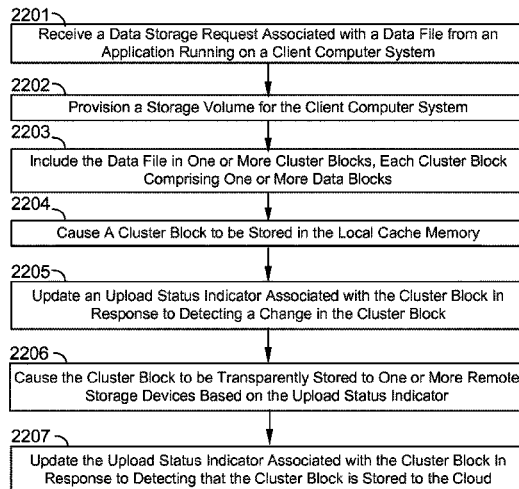 2201
Receive a Data Storage Request Associated with a Data File from an
Application Running on a Client Computer System
2202
Provision a Storage Volume for the Client Computer System
2203
Include the Data File in One or More Cluster Blocks, Each Cluster Block
Comprising One or More Data Blocks
2204
Cause A Cluster Block to be Stored in the Local Cache Memory
2205
Update an Upload Status Indicator Associated with the Cluster Block In
Response to Detecting a Change in the Cluster Block
2206
Cause the Cluster Block to be Transparently Stored to One or More Remote
Storage Devices Based on the Upload Status Indicator
2207
Update the Upload Status Indicator Associated with the Cluster Block In
Response to Detecting that the Cluster Block is Stored to the Cloud